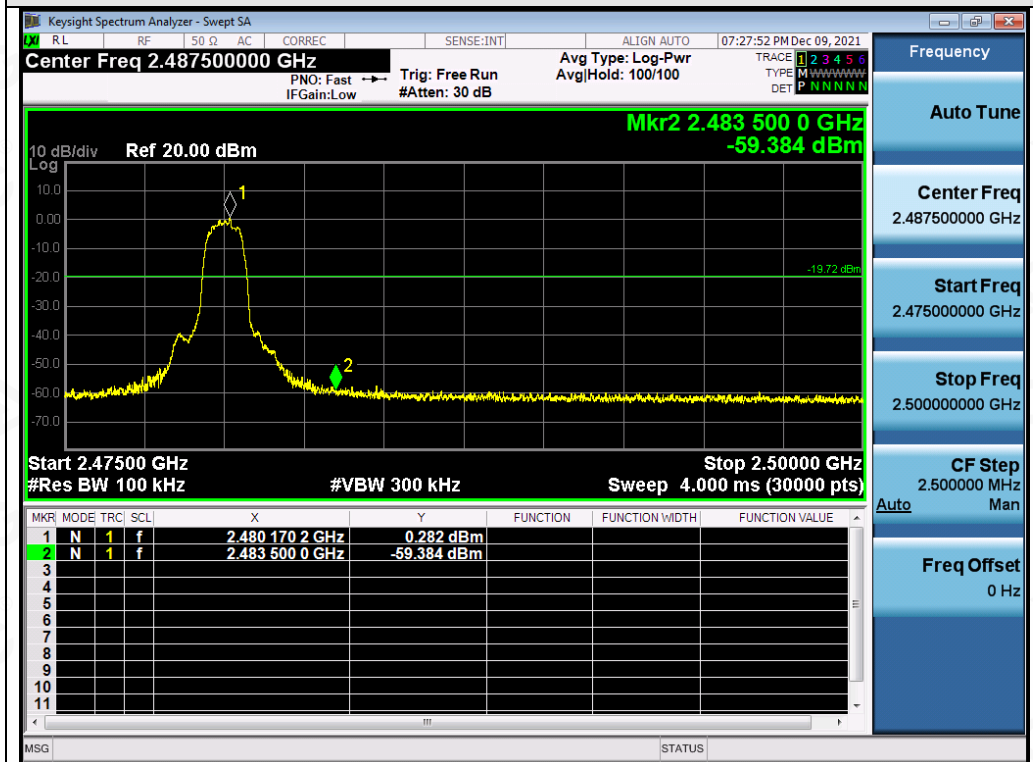 Keysight Spectrum Analyzer - Swept SA
LXI RL RF 50 Ω AC CORREC SENSE:INT ALIGN AUTO 07:27:52 PM Dec 09, 2021
Center Freq 2.487500000 GHz
PNO: Fast
IFGain:Low
Trig: Free Run
#Atten: 30 dB
Avg Type: Log-Pwr
Avg|Hold: 100/100
TRACE 1 2 3 4 5 6
TYPE M W W W W W
DET P N N N N N
Mkr2 2.483 500 0 GHz
-59.384 dBm
10 dB/div Ref 20.00 dBm
Log
10.0
0.00
-10.0
-20.0
-30.0
-40.0
-50.0
-60.0
-70.0
1
-19.72 dBm
2
Start 2.47500 GHz Stop 2.50000 GHz
#Res BW 100 kHz #VBW 300 kHz Sweep 4.000 ms (30000 pts)
MKR MODE TRC SCL X Y FUNCTION FUNCTION WIDTH FUNCTION VALUE
1 N 1 f 2.480 170 2 GHz 0.282 dBm
2 N 1 f 2.483 500 0 GHz -59.384 dBm
3
4
5
6
7
8
9
10
11
MSG STATUS
Frequency
Auto Tune
Center Freq
2.487500000 GHz
Start Freq
2.475000000 GHz
Stop Freq
2.500000000 GHz
CF Step
2.500000 MHz
Auto Man
Freq Offset
0 Hz